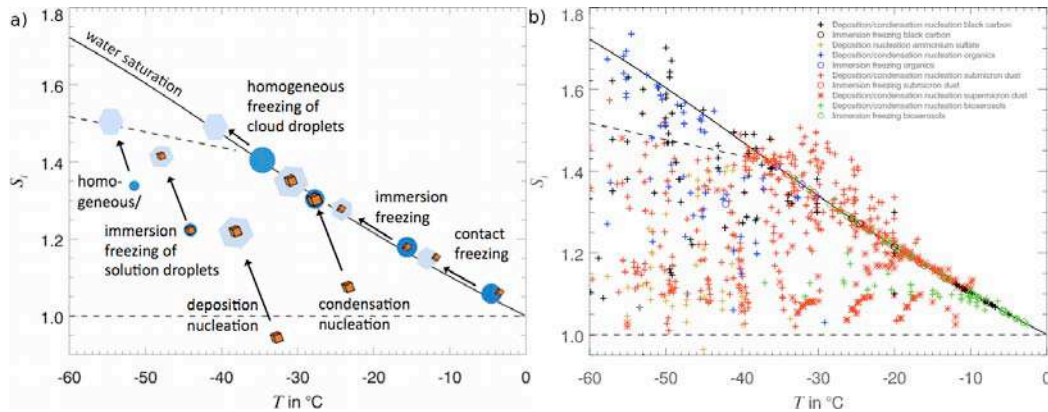 a)
1.8
1.6
1.4
1.2
1.0
Si
water saturation
homogeneous
freezing of
cloud droplets
homo-
geneous/
immersion
freezing of
solution droplets
immersion
freezing
contact
freezing
deposition
nucleation
condensation
nucleation
-60
-50
-40
-30
-20
-10
0
T in °C
b)
1.8
1.6
1.4
1.2
1.0
Si
Deposition/condensation nucleation black carbon
Immersion freezing black carbon
Deposition nucleation ammonium sulfate
Deposition/condensation nucleation organics
Immersion freezing organics
Deposition/condensation nucleation submicron dust
Immersion freezing submicron dust
Deposition/condensation nucleation supermicron dust
Deposition/condensation nucleation bioaerosols
Immersion freezing bioaerosols
-60
-50
-40
-30
-20
-10
0
T in °C